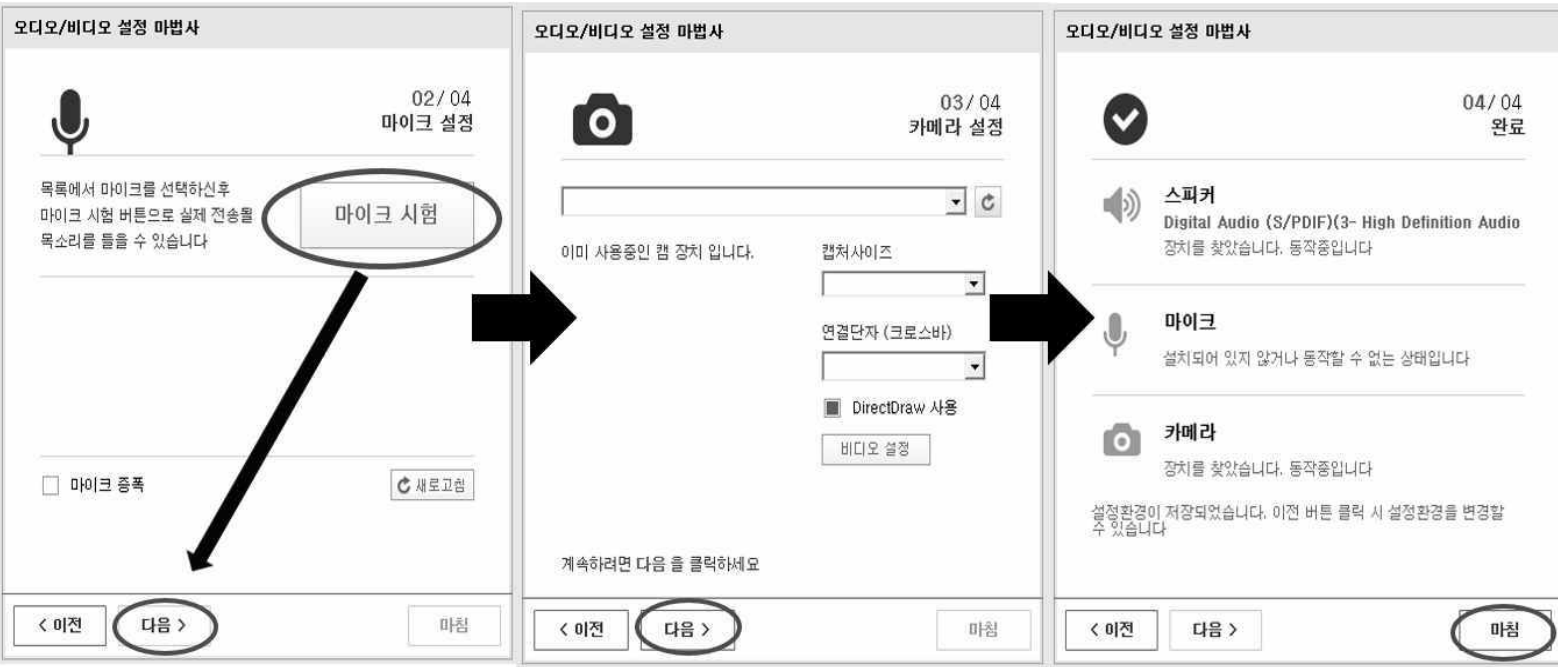 오디오/비디오 설정 마법사
02/ 04
마이크 설정
목록에서 마이크를 선택하신후
마이크 시험 버튼으로 실제 전송될
목소리를 들을 수 있습니다
마이크 시험
마이크 증폭
새로고침
< 이전
다음 >
마침
오디오/비디오 설정 마법사
03/ 04
카메라 설정
이미 사용중인 캠 장치 입니다.
캡처사이즈
연결단자 (크로스바)
DirectDraw 사용
비디오 설정
계속하려면 다음 을 클릭하세요
< 이전
다음 >
마침
오디오/비디오 설정 마법사
04/ 04
완료
스피커
Digital Audio (S/PDIF)(3- High Definition Audio
장치를 찾았습니다. 동작중입니다
마이크
설치되어 있지 않거나 동작할 수 없는 상태입니다
카메라
장치를 찾았습니다. 동작중입니다
설정환경이 저장되었습니다. 이전 버튼 클릭 시 설정환경을 변경할
수 있습니다
< 이전
다음 >
마침